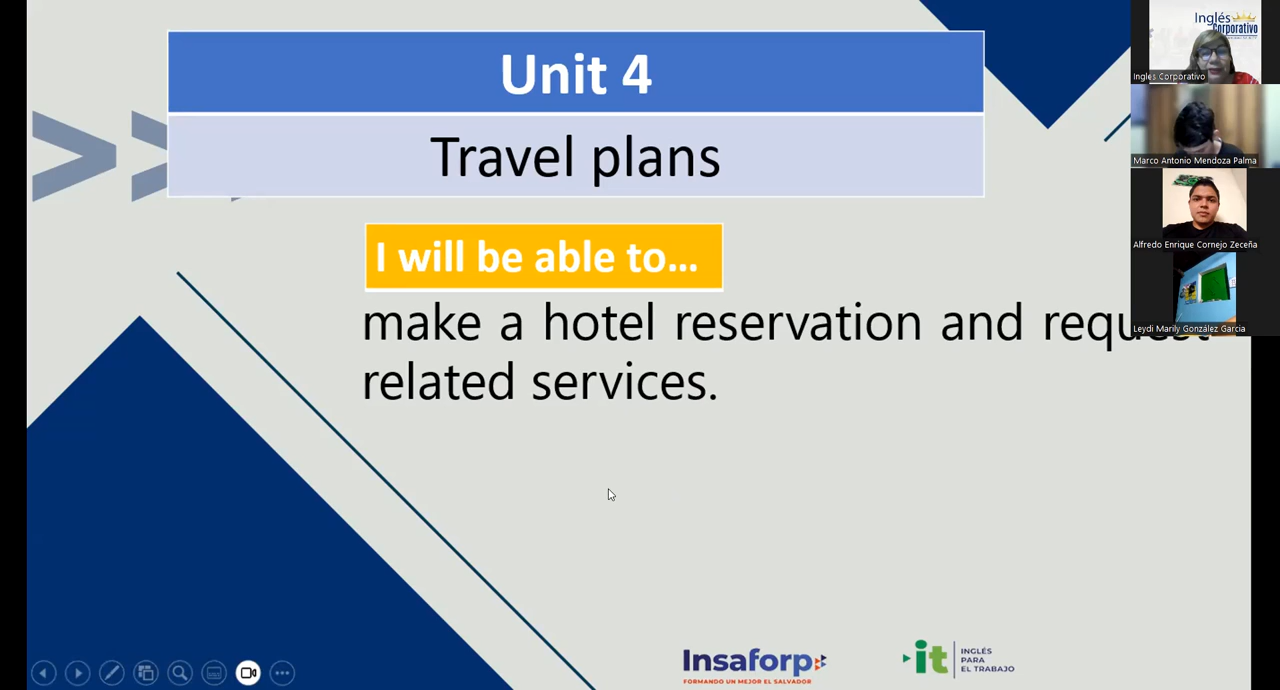 Unit 4
Travel plans
I will be able to...
make a hotel reservation and request
related services.
Insaforp
FORMANDO UN MEJOR EL SALVADOR
it
INGLÉS
PARA
EL TRABAJO
Inglés
Corporativo
Ingles Corporativo
Marco Antonio Mendoza Palma
Alfredo Enrique Cornejo Zeceña
Leydi Marily González Garcia